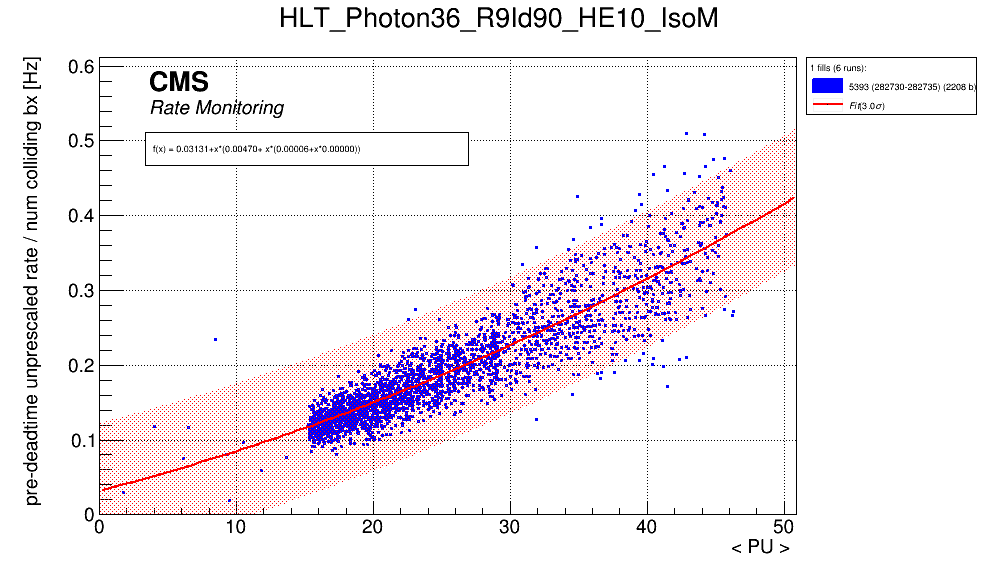 HLT_Photon36_R9Id90_HE10_IsoM
pre-deadtime unprescaled rate / num colliding bx [Hz]
CMS
Rate Monitoring
f(x) = 0.03131+x*(0.00470+ x*(0.00006+x*0.00000))
1 fills (6 runs):
5393 (282730-282735) (2208 b)
Fit(3.0σ)
0.6
0.5
0.4
0.3
0.2
0.1
0
0 10 20 30 40 50
< PU >